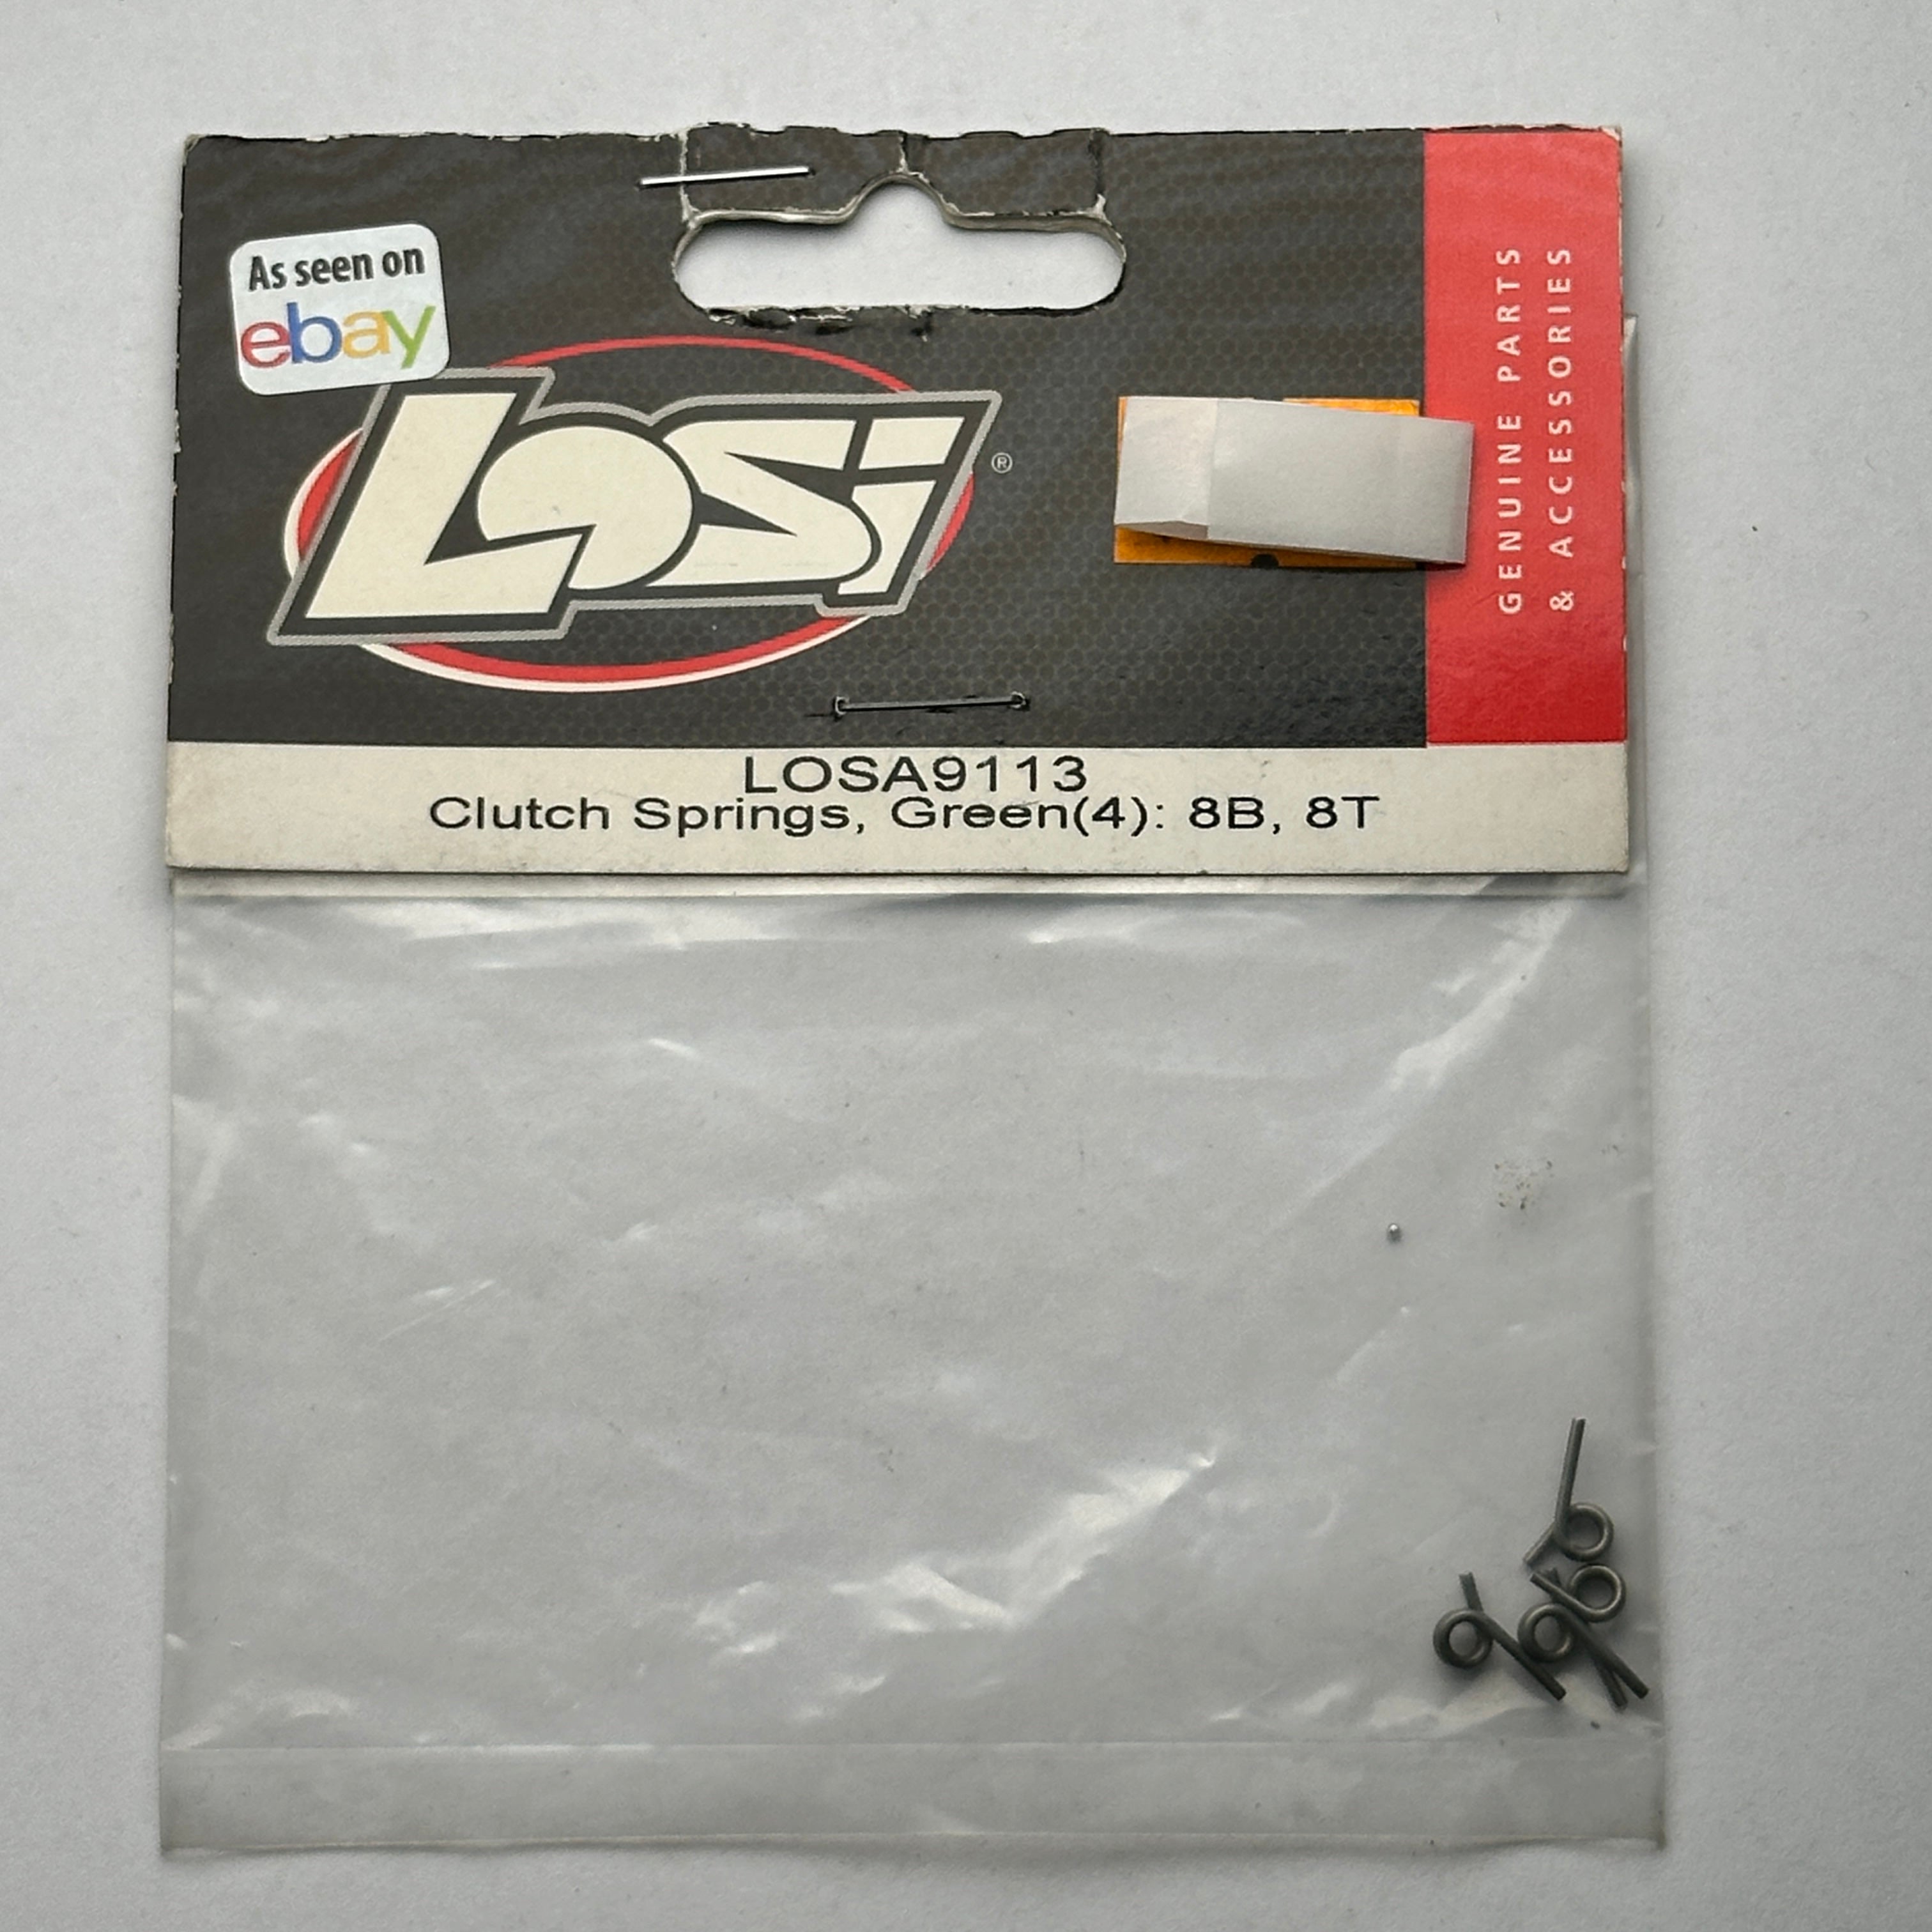 As seen on
ebay
Losi
®
GENUINE PARTS
& ACCESSORIES
LOSA9113
Clutch Springs, Green(4): 8B, 8T